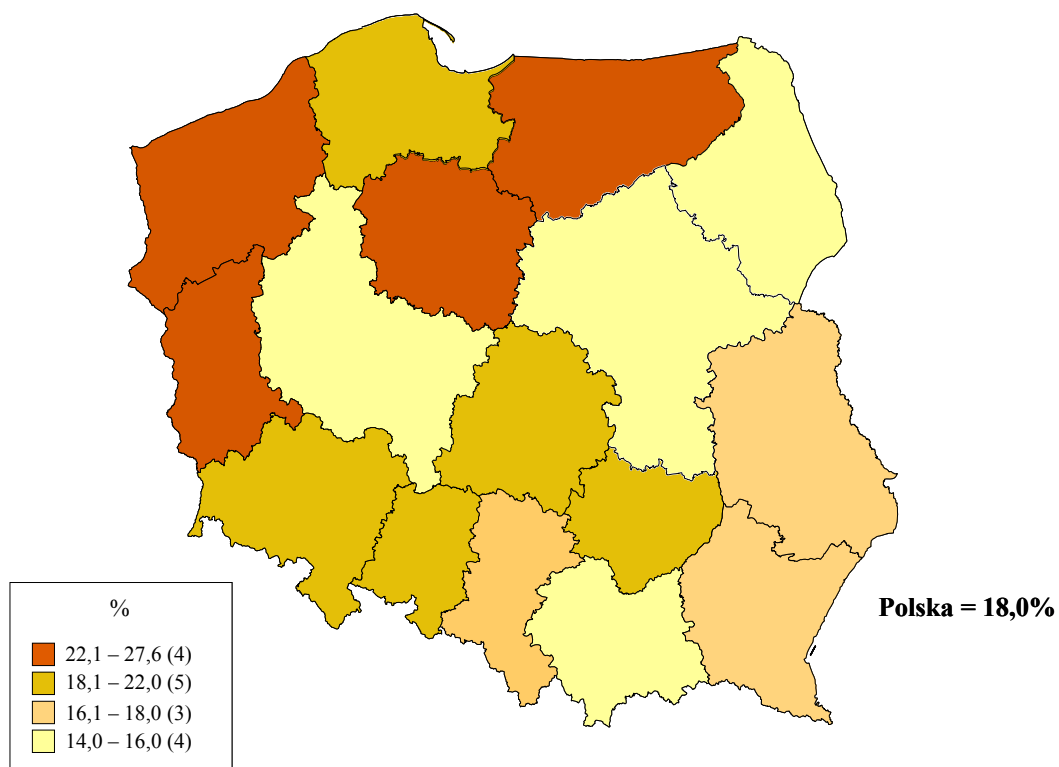 %
22,1 – 27,6 (4)
18,1 – 22,0 (5)
16,1 – 18,0 (3)
14,0 – 16,0 (4)
Polska = 18,0%